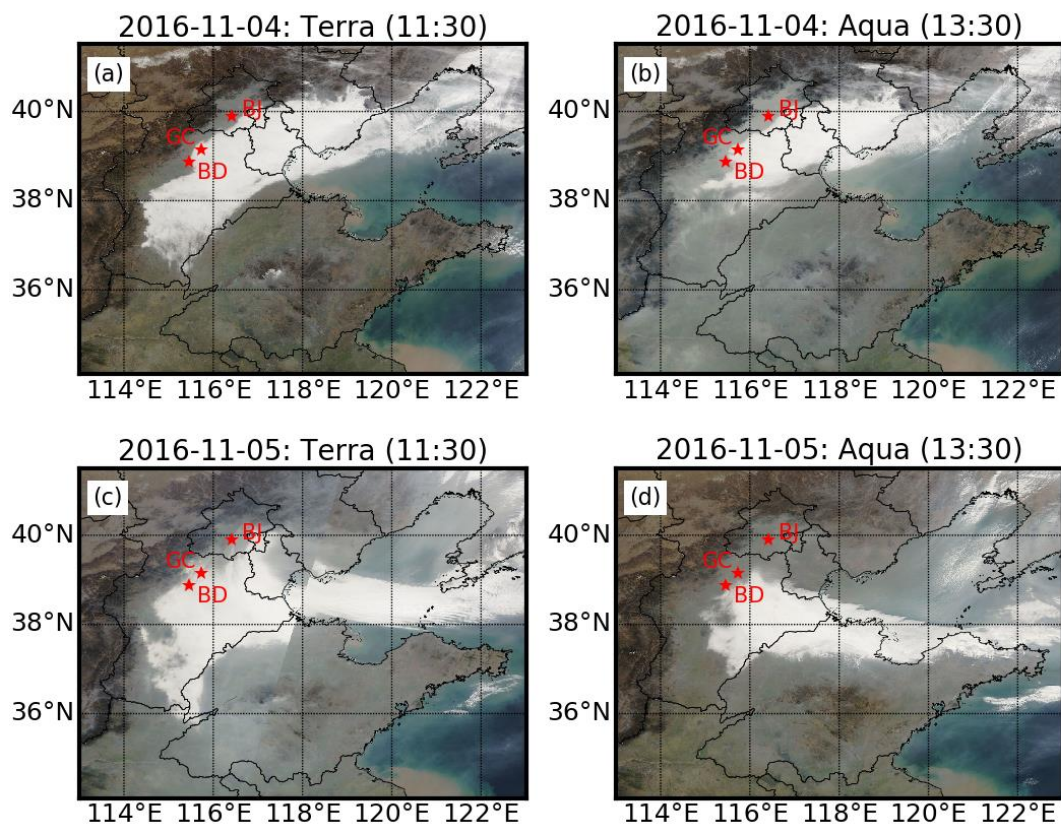 2016-11-04: Terra (11:30)
(a)
40°N
38°N
36°N
BJ
GC
BD
114°E 116°E 118°E 120°E 122°E
2016-11-04: Aqua (13:30)
(b)
40°N
38°N
36°N
BJ
GC
BD
114°E 116°E 118°E 120°E 122°E
2016-11-05: Terra (11:30)
(c)
40°N
38°N
36°N
BJ
GC
BD
114°E 116°E 118°E 120°E 122°E
2016-11-05: Aqua (13:30)
(d)
40°N
38°N
36°N
BJ
GC
BD
114°E 116°E 118°E 120°E 122°E